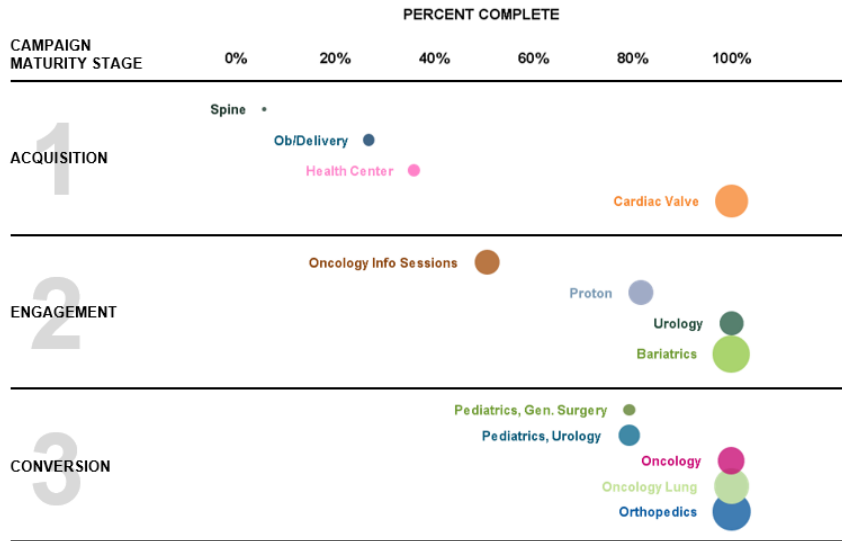 PERCENT COMPLETE
CAMPAIGN
MATURITY STAGE
0% 20% 40% 60% 80% 100%
1
ACQUISITION
Spine
Ob/Delivery
Health Center
Cardiac Valve
2
ENGAGEMENT
Oncology Info Sessions
Proton
Urology
Bariatrics
3
CONVERSION
Pediatrics, Gen. Surgery
Pediatrics, Urology
Oncology
Oncology Lung
Orthopedics